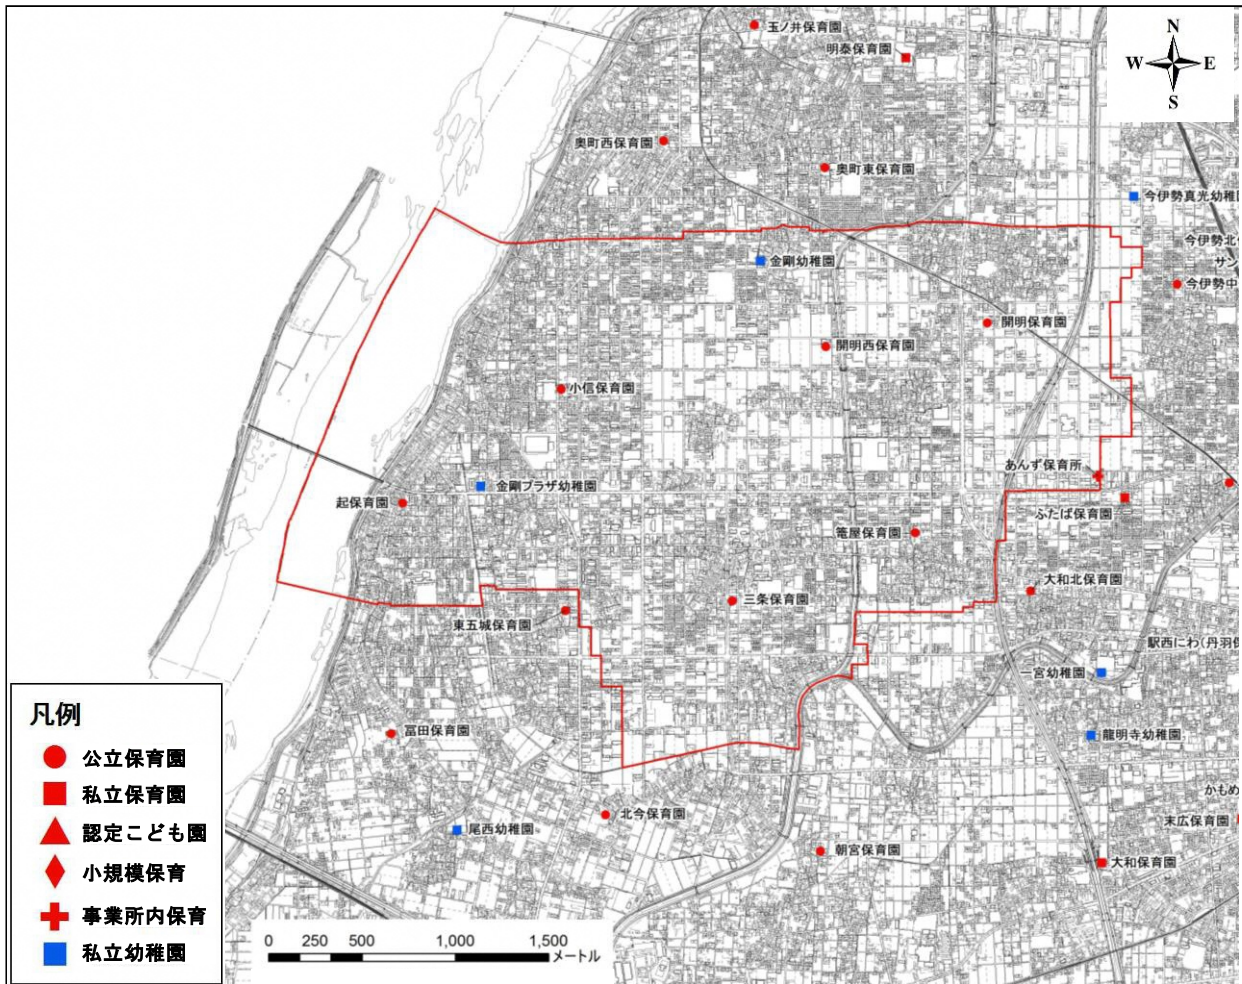 玉ノ井保育園
明泰保育園
N
W
E
S
奥町西保育園
奥町東保育園
今伊勢真光幼稚園
今伊勢北
サン
金剛幼稚園
今伊勢中
開明保育園
開明西保育園
小信保育園
あんず保育所
金剛プラザ幼稚園
起保育園
ふたば保育園
篭屋保育園
大和北保育園
三条保育園
東五城保育園
駅西にわ(丹羽保
一宮幼稚園
冨田保育園
龍明寺幼稚園
かもめ
末広保育園
北今保育園
尾西幼稚園
朝宮保育園
大和保育園
凡例
公立保育園
私立保育園
認定こども園
小規模保育
事業所内保育
私立幼稚園
0 250 500 1,000 1,500
メートル